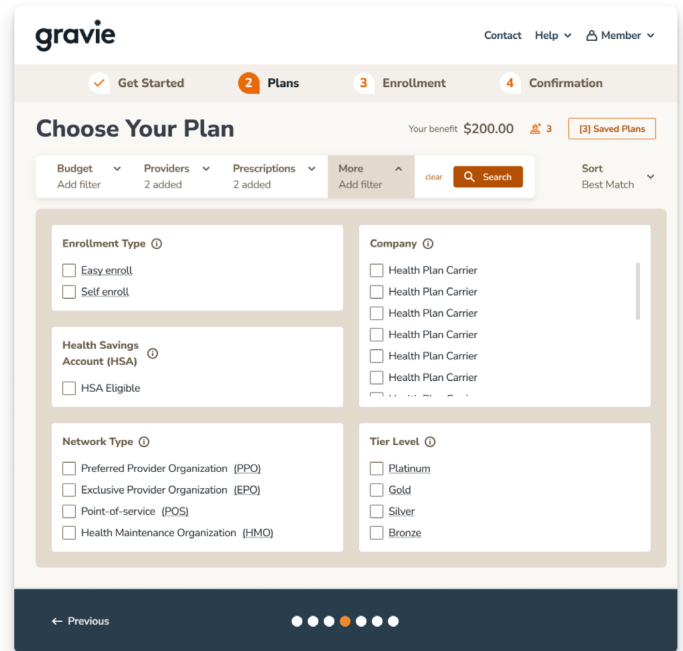 gravie
Contact Help Member
Get Started 2 Plans 3 Enrollment 4 Confirmation
Choose Your Plan
Your benefit $200.00 3 [3] Saved Plans
Budget Providers Prescriptions More
Add filter 2 added 2 added Add filter
clear Search
Sort
Best Match
Enrollment Type
Easy enroll
Self enroll
Health Savings
Account (HSA)
HSA Eligible
Company
Health Plan Carrier
Health Plan Carrier
Health Plan Carrier
Health Plan Carrier
Health Plan Carrier
Health Plan Carrier
Network Type
Preferred Provider Organization (PPO)
Exclusive Provider Organization (EPO)
Point-of-service (POS)
Health Maintenance Organization (HMO)
Tier Level
Platinum
Gold
Silver
Bronze
← Previous